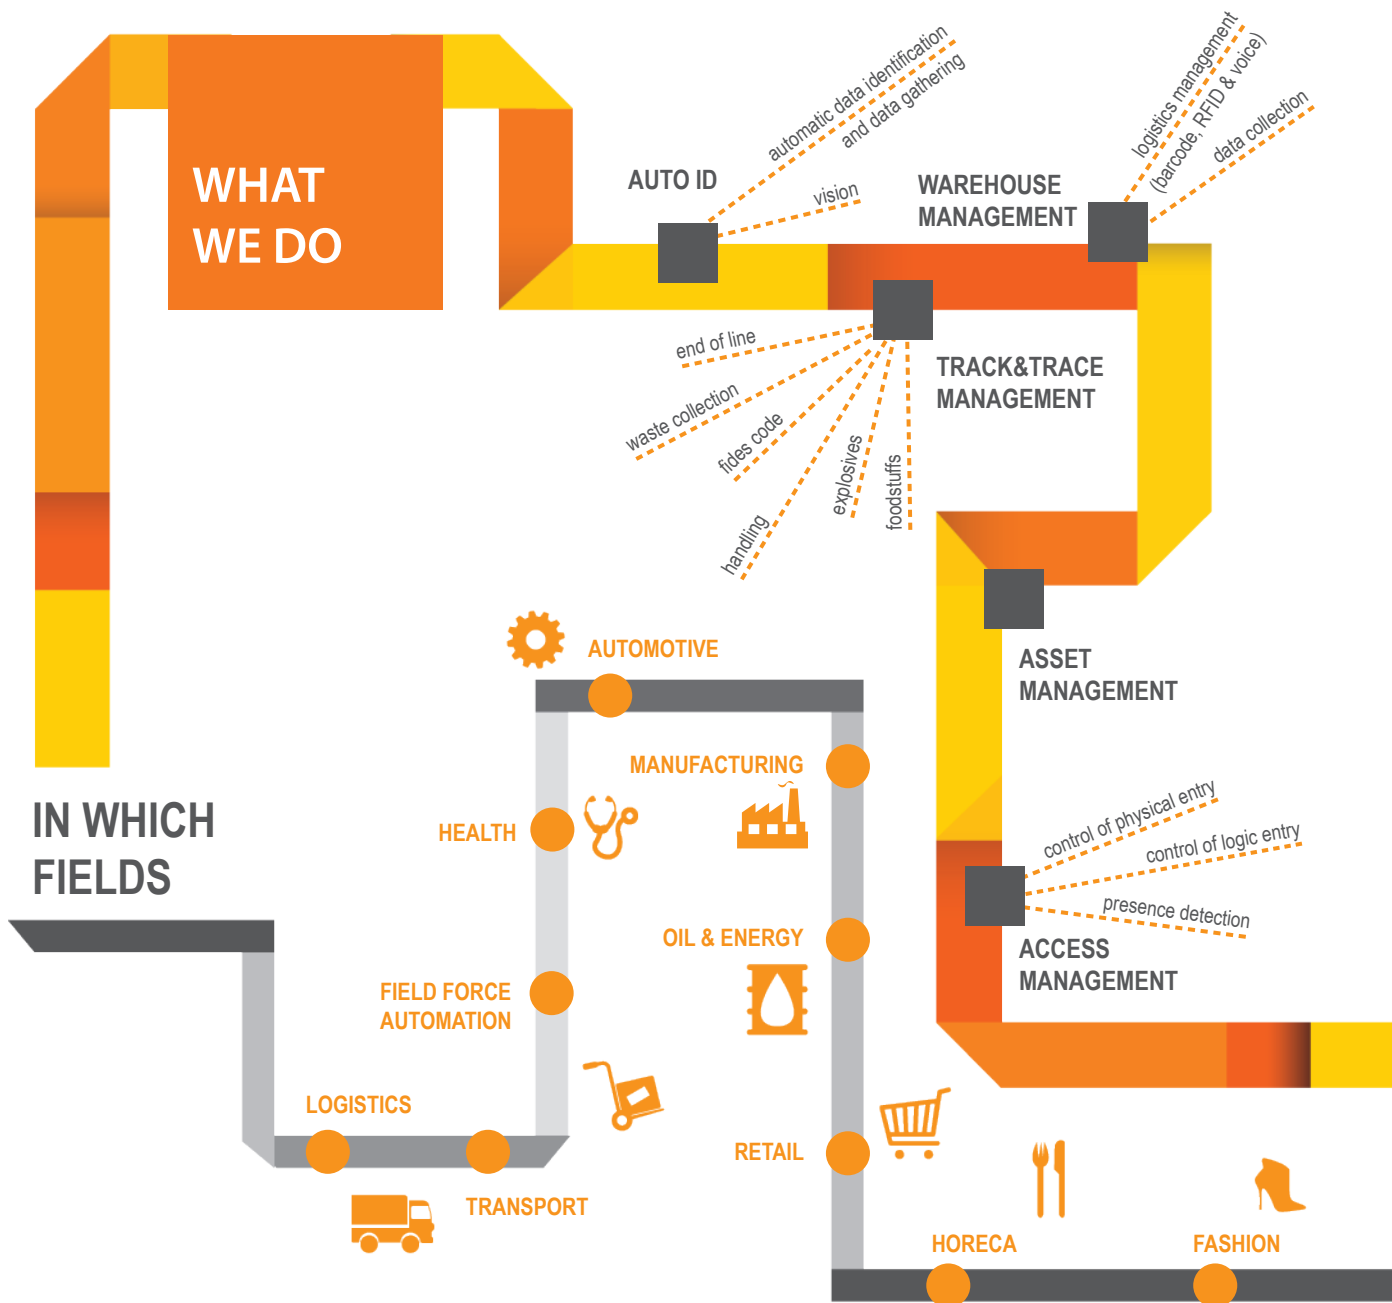 WHAT
WE DO
AUTO ID
automatic data identification
and data gathering
vision
WAREHOUSE
MANAGEMENT
logistics management
(barcode, RFID & voice)
data collection
TRACK&TRACE
MANAGEMENT
end of line
waste collection
fides code
handling
explosives
foodstuffs
ASSET
MANAGEMENT
control of physical entry
control of logic entry
presence detection
ACCESS
MANAGEMENT
IN WHICH
FIELDS
LOGISTICS
TRANSPORT
FIELD FORCE
AUTOMATION
HEALTH
AUTOMOTIVE
MANUFACTURING
OIL & ENERGY
RETAIL
HORECA
FASHION